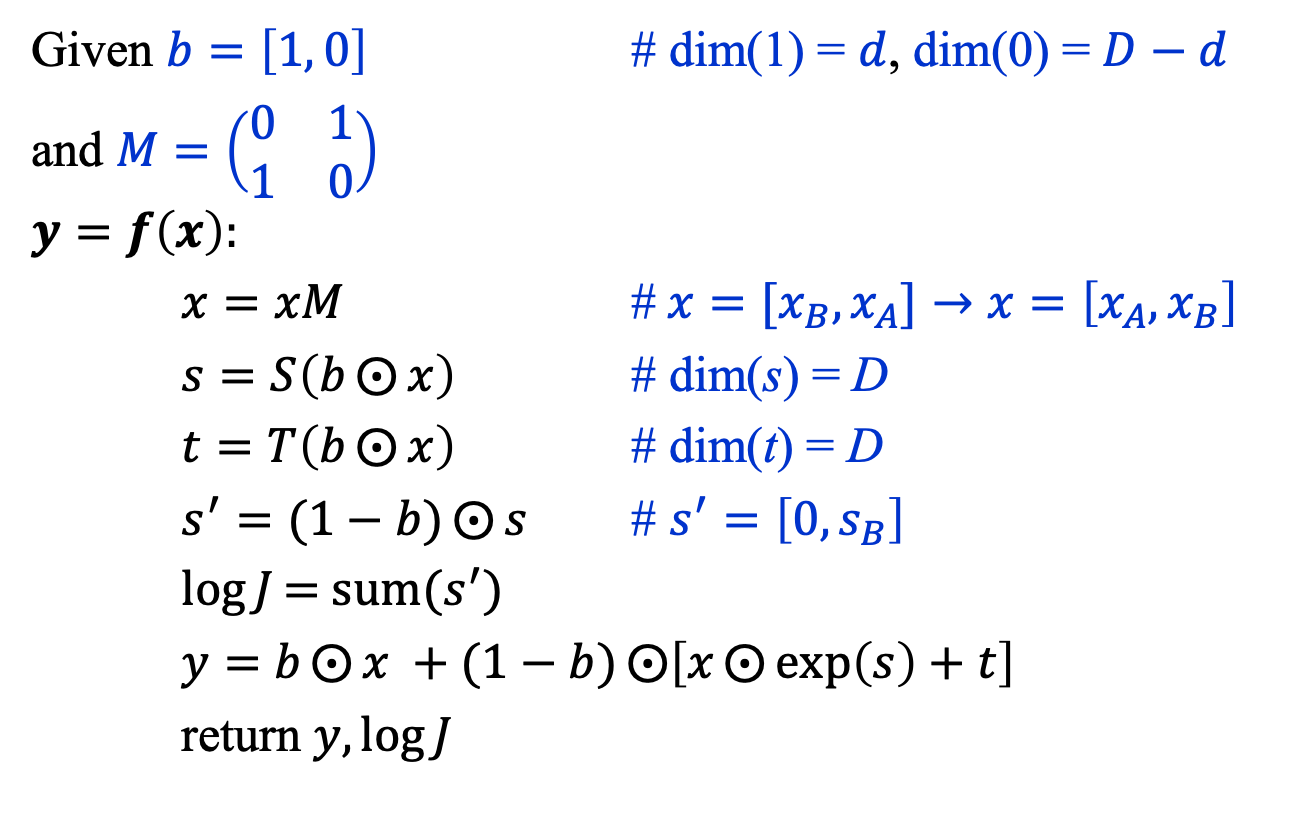 Given b = [1, 0] # dim(1) = d, dim(0) = D − d
and M = (0 1
1 0)
y = f(x):
x = xM # x = [x_B, x_A] → x = [x_A, x_B]
s = S(b ⊙ x) # dim(s) = D
t = T(b ⊙ x) # dim(t) = D
s′ = (1 − b) ⊙ s # s′ = [0, s_B]
log J = sum(s′)
y = b ⊙ x + (1 − b) ⊙[x ⊙ exp(s) + t]
return y, log J